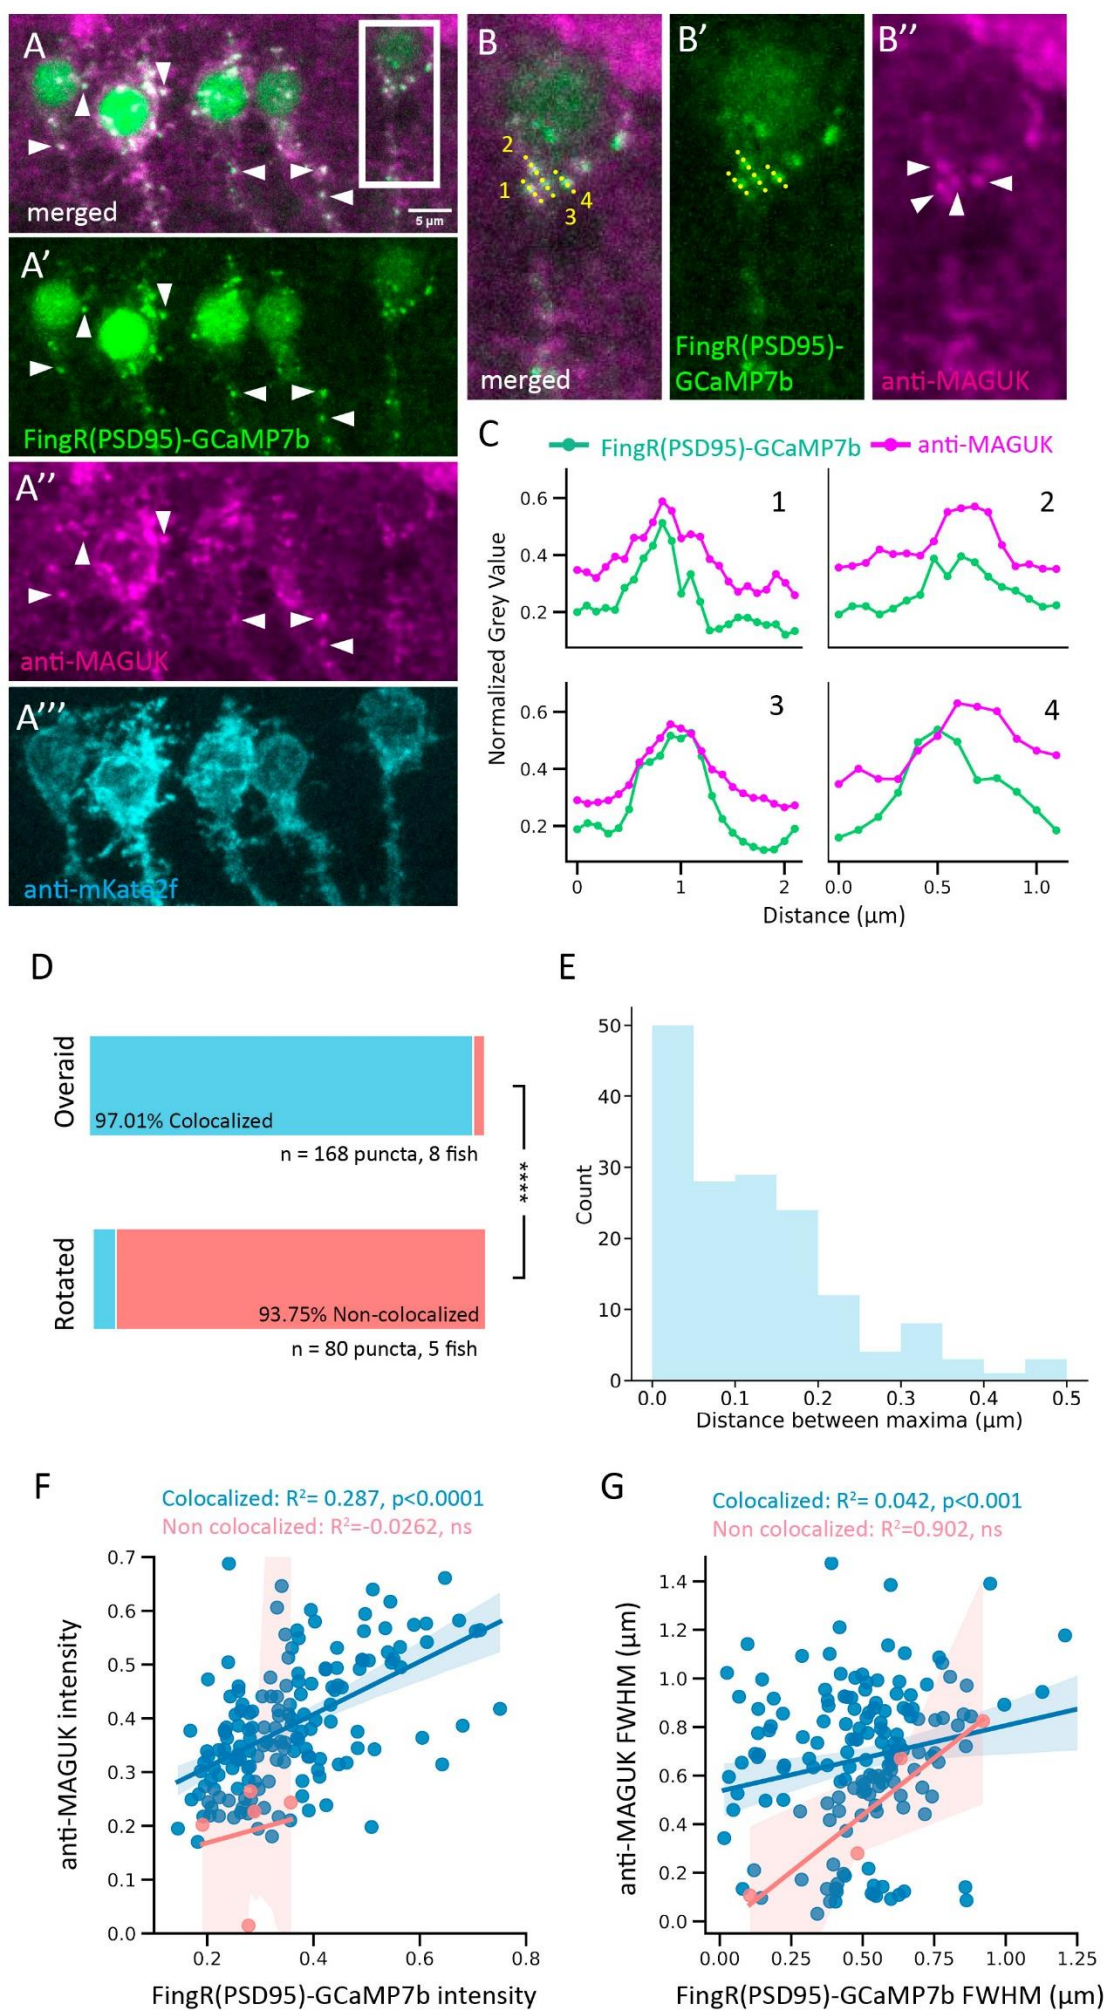 A
merged
5 µm
A'
FingR(PSD95)-GCaMP7b
A''
anti-MAGUK
A'''
anti-mKate2f
B
2
1
4
3
merged
B'
FingR(PSD95)-
GCaMP7b
B''
anti-MAGUK
C
FingR(PSD95)-GCaMP7b
anti-MAGUK
Normalized Grey Value
0.6
0.4
0.2
1
2
0.6
0.4
0.2
3
4
0
1
2
0.0
0.5
1.0
Distance (µm)
D
Overaid
97.01% Colocalized
n = 168 puncta, 8 fish
****
Rotated
93.75% Non-colocalized
n = 80 puncta, 5 fish
E
Count
50
40
30
20
10
0
0.0
0.1
0.2
0.3
0.4
0.5
Distance between maxima (µm)
F
Colocalized: R²= 0.287, p<0.0001
Non colocalized: R²=-0.0262, ns
anti-MAGUK intensity
0.7
0.6
0.5
0.4
0.3
0.2
0.1
0.0
0.2
0.4
0.6
0.8
FingR(PSD95)-GCaMP7b intensity
G
Colocalized: R²= 0.042, p<0.001
Non colocalized: R²=0.902, ns
anti-MAGUK FWHM (µm)
1.4
1.2
1.0
0.8
0.6
0.4
0.2
0.0
0.00
0.25
0.50
0.75
1.00
1.25
FingR(PSD95)-GCaMP7b FWHM (µm)